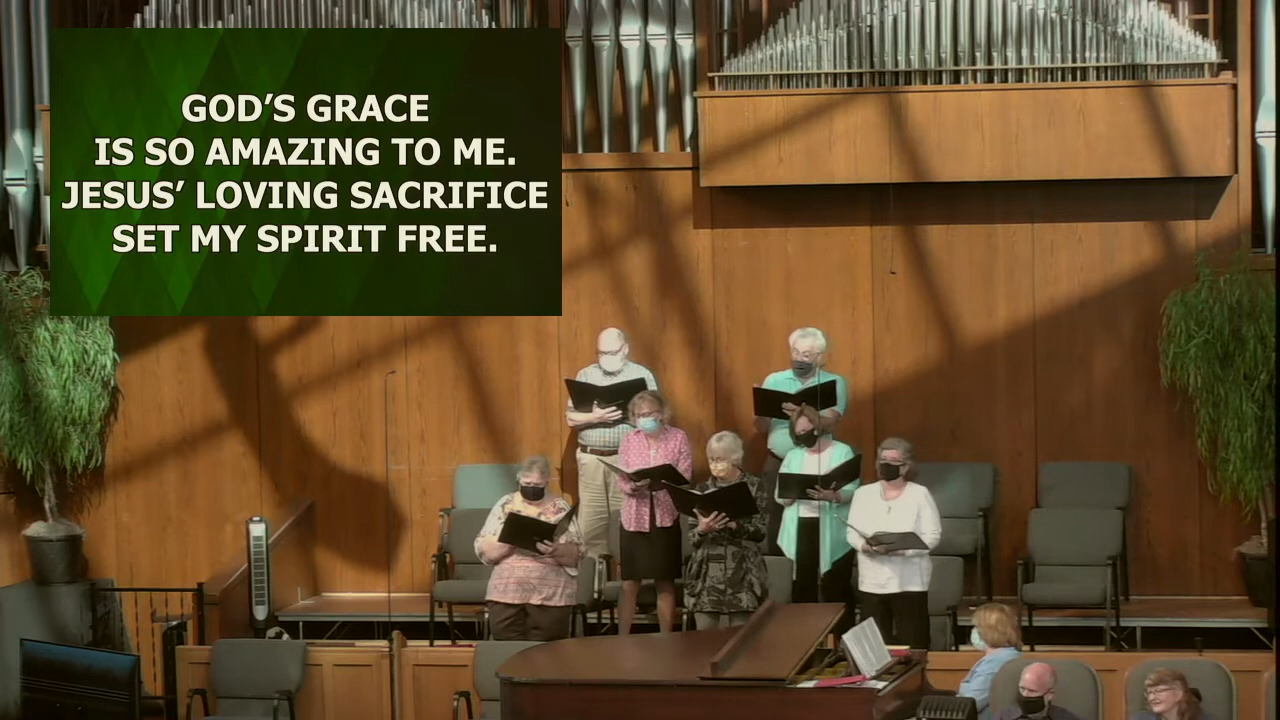 GOD'S GRACE
IS SO AMAZING TO ME.
JESUS' LOVING SACRIFICE
SET MY SPIRIT FREE.